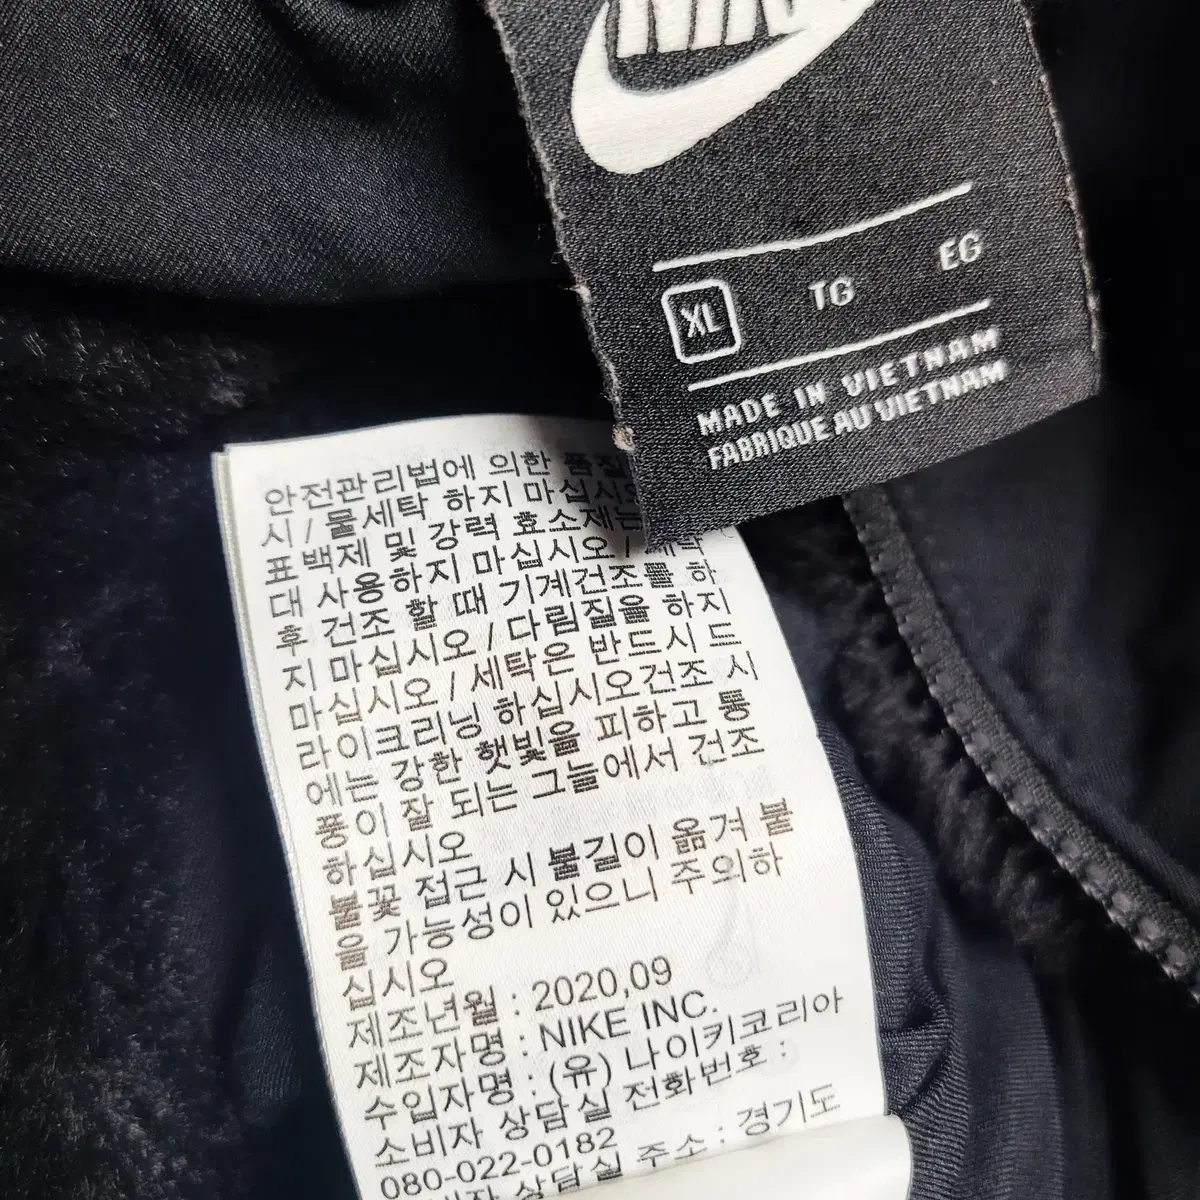 NIKE
XL TG EG
MADE IN VIETNAM
FABRIQUE AU VIETNAM
안전관리법에 의한 품질
시 / 물세탁 하지 마십시오
표백제 및 강력 효소제는
대 사용하지 마십시오 / 세탁
후 건조 할 때 기계건조를 하
지 마십시오 / 다림질을 하지
마십시오 / 세탁은 반드시 드
라이크리닝 하십시오건조 시
에는 강한 햇빛을 피하고 통
풍이 잘 되는 그늘에서 건조
하십시오
불꽃 접근 시 불길이 옮겨 붙
을 가능성이 있으니 주의하
십시오
제조년월 : 2020,09
제조자명 : NIKE INC.
수입자명 : (유) 나이키코리아
소비자 상담실 전화번호 :
080-022-0182
상담실 주소 : 경기도